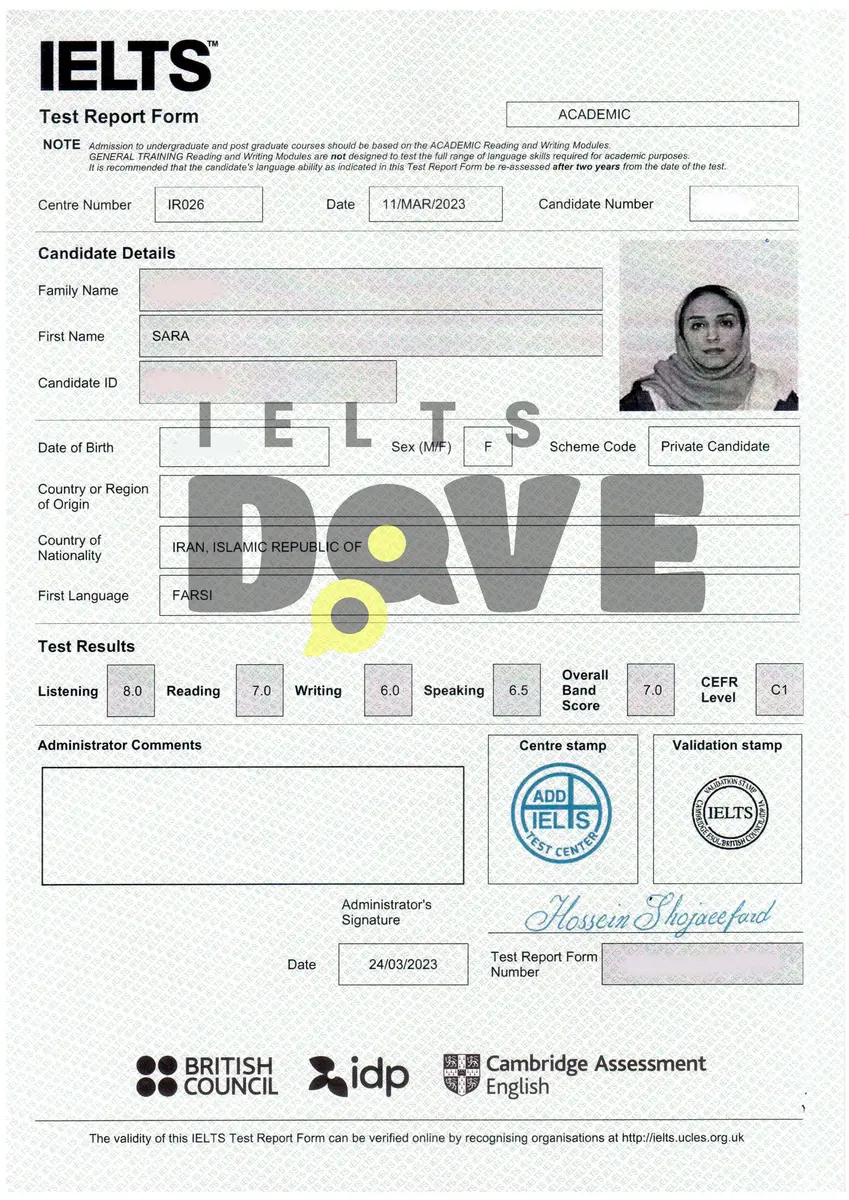 IELTS™
Test Report Form
ACADEMIC
NOTE Admission to undergraduate and post graduate courses should be based on the ACADEMIC Reading and Writing Modules.
GENERAL TRAINING Reading and Writing Modules are not designed to test the full range of language skills required for academic purposes.
It is recommended that the candidate's language ability as indicated in this Test Report Form be re-assessed after two years from the date of the test.
Centre Number IR026 Date 11/MAR/2023 Candidate Number
Candidate Details
Family Name
First Name SARA
Candidate ID
IELTS
Date of Birth Sex (M/F) F Scheme Code Private Candidate
Country or Region
of Origin
DOVE
Country of
Nationality
IRAN, ISLAMIC REPUBLIC OF
First Language FARSI
Test Results
Listening 8.0 Reading 7.0 Writing 6.0 Speaking 6.5
Overall
Band
Score
7.0
CEFR
Level
C1
Administrator Comments
Centre stamp
Validation stamp
ADD
IELTS
TEST CENTER
VALIDATION STAMP
IELTS
Administrator's
Signature
Hossein Shojaeefard
Date 24/03/2023
Test Report Form
Number
BRITISH
COUNCIL
idp
Cambridge Assessment
English
The validity of this IELTS Test Report Form can be verified online by recognising organisations at http://ielts.ucles.org.uk